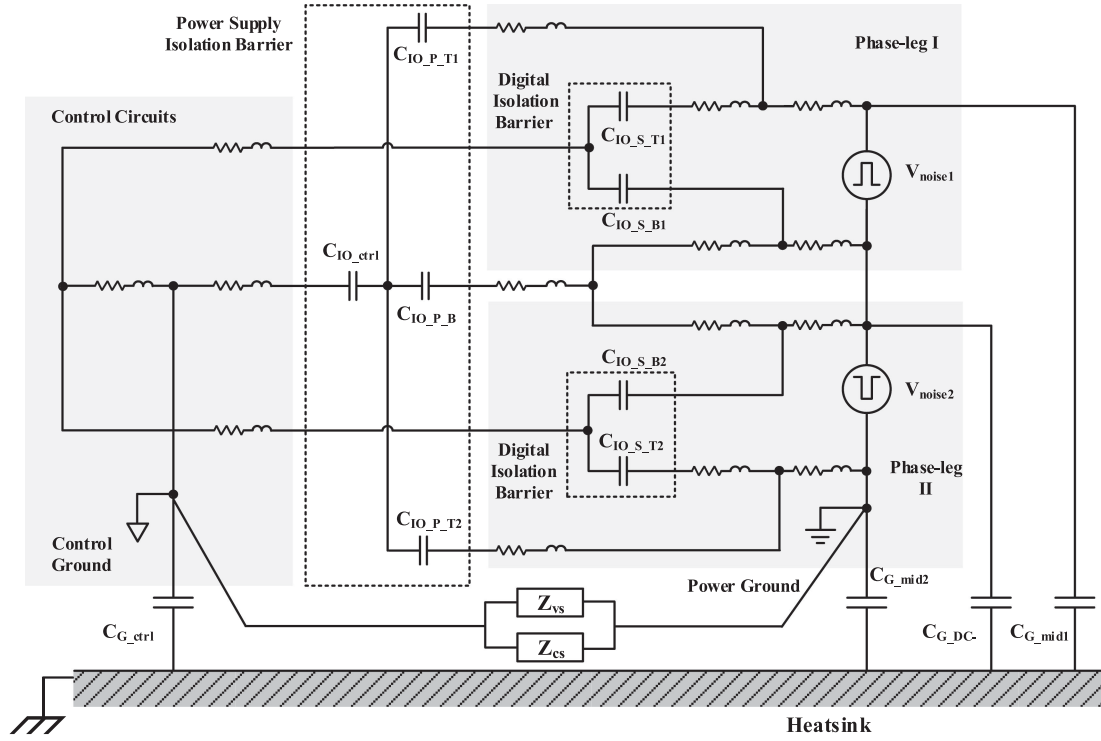 Power Supply
Isolation Barrier
C_IO_P_T1
Phase-leg I
Digital
Isolation
Barrier
Control Circuits
C_IO_S_T1
V_noise1
C_IO_S_B1
C_IO_ctrl
C_IO_P_B
C_IO_S_B2
V_noise2
C_IO_S_T2
Digital
Isolation
Barrier
Phase-leg
II
C_IO_P_T2
Control
Ground
Power Ground
C_G_mid2
Z_vs
C_G_ctrl
C_G_DC-
C_G_mid1
Z_cs
Heatsink